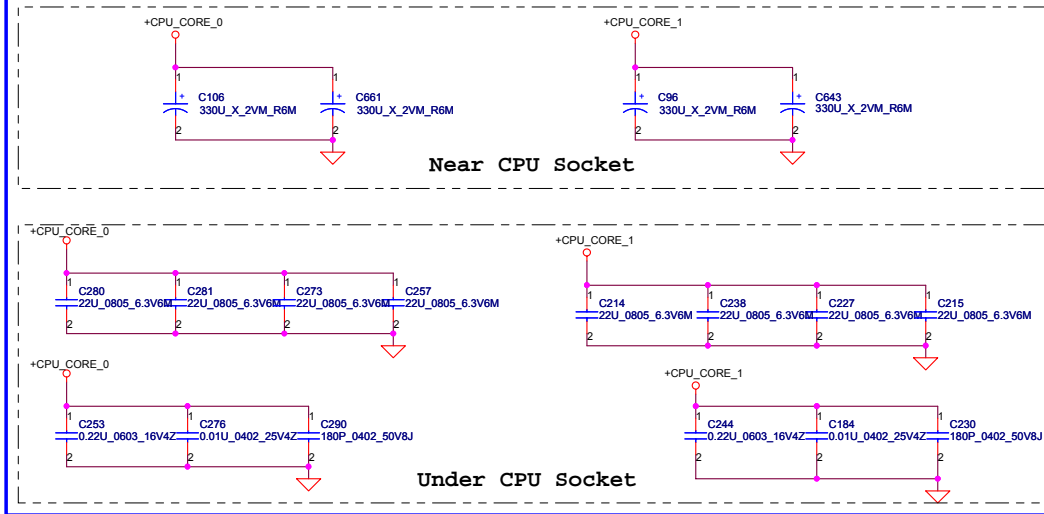 +CPU_CORE_0
+CPU_CORE_1
1
1
1
1
+
C106
330U_X_2VM_R6M
+
C661
330U_X_2VM_R6M
+
C96
330U_X_2VM_R6M
+
C643
330U_X_2VM_R6M
2
2
2
2
Near CPU Socket
+CPU_CORE_0
+CPU_CORE_1
1
1
1
1
C280
22U_0805_6.3V6M
C281
22U_0805_6.3V6M
C273
22U_0805_6.3V6M
C257
22U_0805_6.3V6M
2
2
2
2
1
1
1
1
C214
22U_0805_6.3V6M
C238
22U_0805_6.3V6M
C227
22U_0805_6.3V6M
C215
22U_0805_6.3V6M
2
2
2
2
+CPU_CORE_0
+CPU_CORE_1
1
1
1
C253
0.22U_0603_16V4Z
C276
0.01U_0402_25V4Z
C290
180P_0402_50V8J
2
2
2
1
1
1
C244
0.22U_0603_16V4Z
C184
0.01U_0402_25V4Z
C230
180P_0402_50V8J
2
2
2
Under CPU Socket